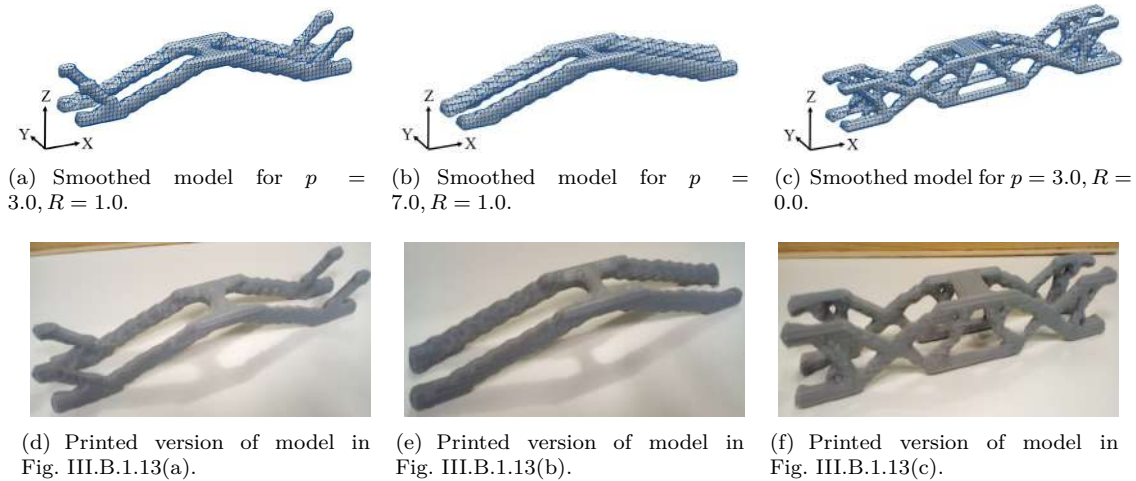 Z
Y
X
Z
Y
X
Z
Y
X
(a) Smoothed model for p =
3.0, R = 1.0.
(b) Smoothed model for p =
7.0, R = 1.0.
(c) Smoothed model for p = 3.0, R =
0.0.
(d) Printed version of model in
Fig. III.B.1.13(a).
(e) Printed version of model in
Fig. III.B.1.13(b).
(f) Printed version of model in
Fig. III.B.1.13(c).